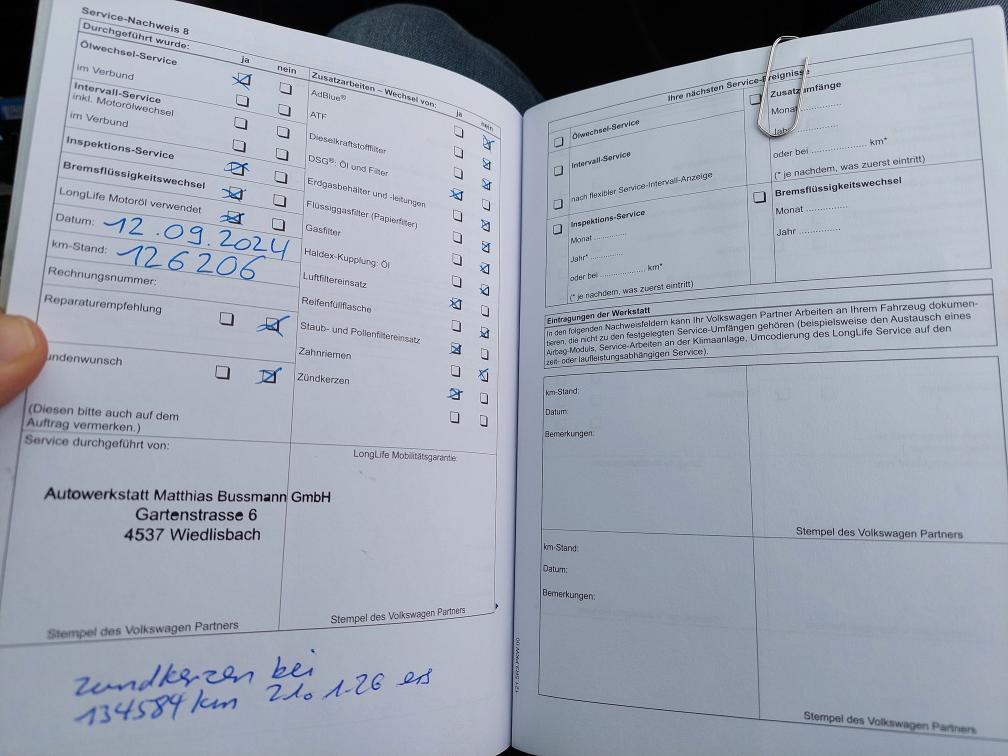 Service-Nachweis 8
Durchgeführt wurde:
ja nein
Ölwechsel-Service
im Verbund
Intervall-Service
inkl. Motorölwechsel
im Verbund
Inspektions-Service
Bremsflüssigkeitswechsel
LongLife Motoröl verwendet
Datum: 12.09.2024
km-Stand: 126206
Rechnungsnummer:
Reparaturempfehlung
undenwunsch
(Diesen bitte auch auf dem
Auftrag vermerken.)
Zusatzarbeiten – Wechsel von:
ja nein
AdBlue®
ATF
Dieselkraftstofffilter
DSG®: Öl und Filter
Erdgasbehälter und -leitungen
Flüssiggasfilter (Papierfilter)
Gasfilter
Haldex-Kupplung: Öl
Luftfiltereinsatz
Reifenfüllflasche
Staub- und Pollenfiltereinsatz
Zahnriemen
Zündkerzen
Service durchgeführt von:
LongLife Mobilitätsgarantie:
Autowerkstatt Matthias Bussmann GmbH
Gartenstrasse 6
4537 Wiedlisbach
Stempel des Volkswagen Partners
Stempel des Volkswagen Partners
zundkerzen bei
134584 km 21. 1.26 ers
Ihre nächsten Service-Ereignisse
Ölwechsel-Service
Intervall-Service
nach flexibler Service-Intervall-Anzeige
Inspektions-Service
Monat ............
Jahr* ............
oder bei .................... km*
(* je nachdem, was zuerst eintritt)
Zusatzumfänge
Monat ..............
Jahr ..............
oder bei .................... km*
(* je nachdem, was zuerst eintritt)
Bremsflüssigkeitswechsel
Monat ..............
Jahr ..............
Eintragungen der Werkstatt
In den folgenden Nachweisfeldern kann Ihr Volkswagen Partner Arbeiten an Ihrem Fahrzeug dokumen-
tieren, die nicht zu den festgelegten Service-Umfängen gehören (beispielsweise den Austausch eines
Airbag-Moduls, Service-Arbeiten an der Klimaanlage, Umcodierung des LongLife Service auf den
zeit- oder laufleistungsabhängigen Service).
km-Stand:
Datum:
Bemerkungen:
Stempel des Volkswagen Partners
km-Stand:
Datum:
Bemerkungen:
Stempel des Volkswagen Partners